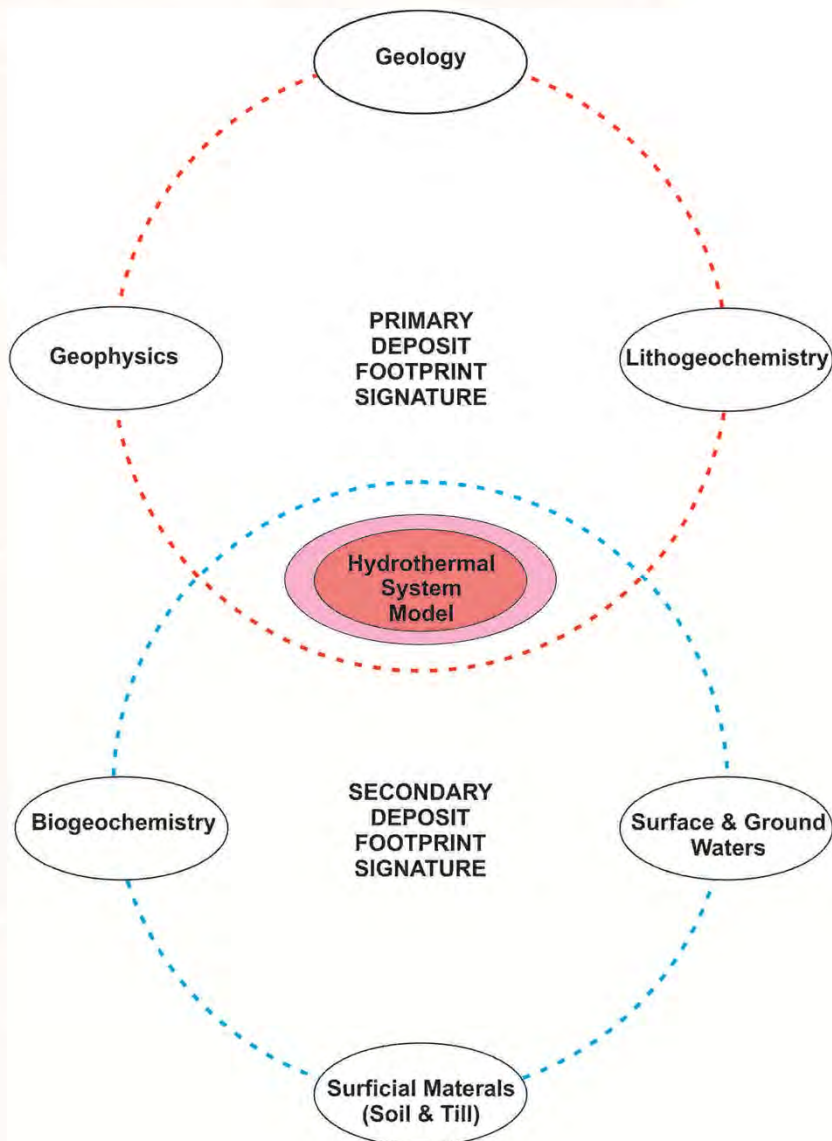 Geology
Geophysics
PRIMARY
DEPOSIT
FOOTPRINT
SIGNATURE
Lithogeochemistry
Hydrothermal
System
Model
Biogeochemistry
SECONDARY
DEPOSIT
FOOTPRINT
SIGNATURE
Surface & Ground
Waters
Surficial Materals
(Soil & Till)